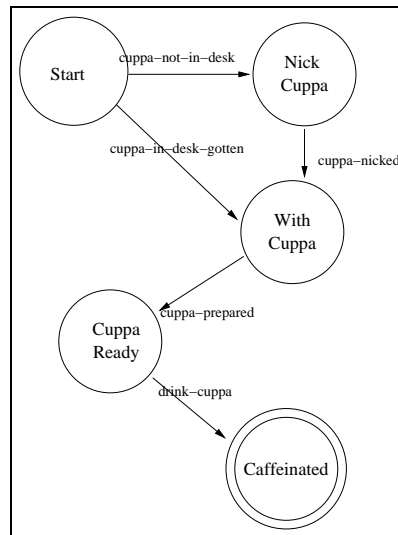 cuppa−not−in−desk
Start
Nick
Cuppa
cuppa−in−desk−gotten
cuppa−nicked
With
Cuppa
cuppa−prepared
Cuppa
Ready
drink−cuppa
Caffeinated